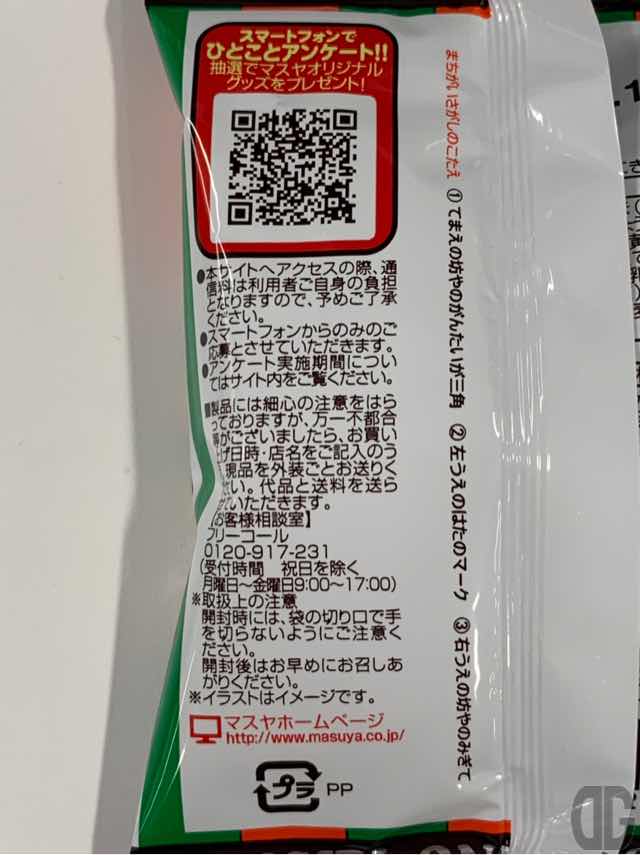 スマートフォンで
ひとことアンケート!!
抽選でマスヤオリジナル
グッズをプレゼント!
●本サイトへアクセスの際、通
信料は利用者ご自身の負担
となりますので、予めご了承
ください。
●スマートフォンからのみのご
応募とさせていただきます。
●アンケート実施期間につい
てはサイト内をご覧ください。
■製品には細心の注意をはら
っておりますが、万一不都合
等がございましたら、お買い
上げ日時・店名をご記入のう
現品を外装ごとお送りく
さい。代品と送料を送ら
せていただきます。
【お客様相談室】
フリーコール
0120-917-231
(受付時間 祝日を除く
月曜日～金曜日9:00～17:00)
※取扱上の注意
開封時には、袋の切り口で手
を切らないようにご注意く
ださい。
開封後はお早めにお召しあ
がりください。
※イラストはイメージです。
マスヤホームページ
http://www.masuya.co.jp/
プラ PP
まちがいさがしのこたえ ①てまえの坊やのがんたいが三角 ②左うえのはたのマーク ③右うえの坊やのみぎて
DG